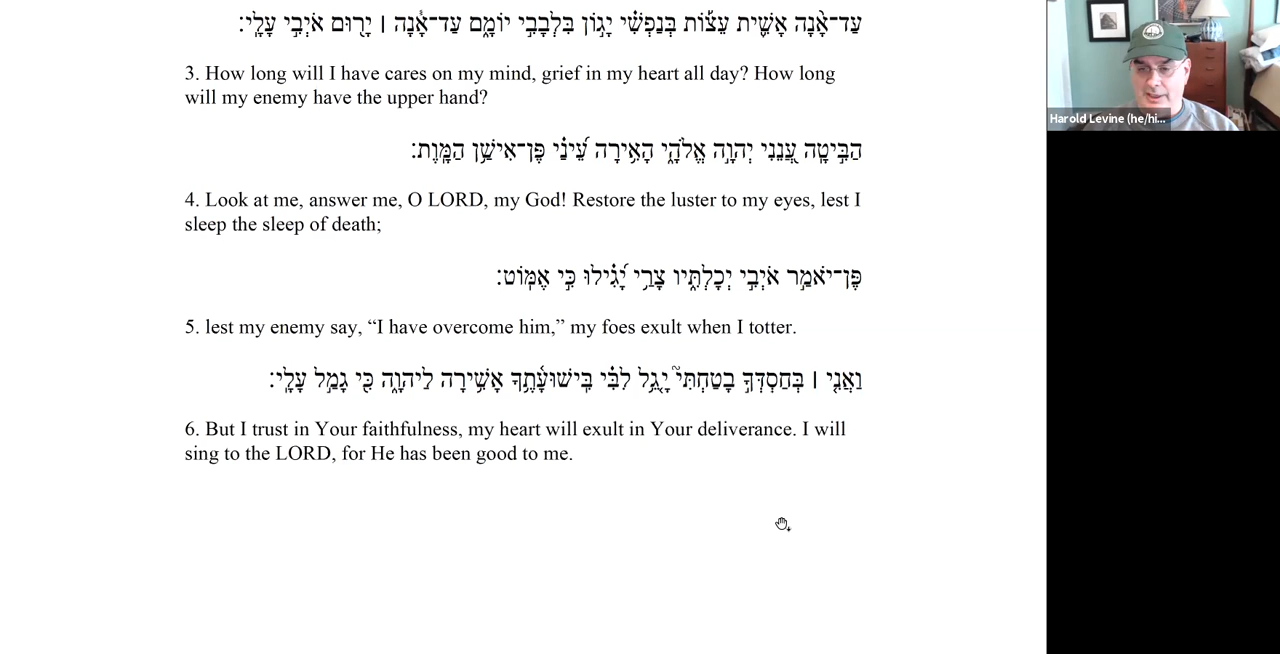 עַד־אָ֨נָה אָשִׁ֪ית עֵצ֡וֹת בְּנַפְשִׁ֗י יָג֣וֹן בִּלְבָבִ֣י יוֹמָ֑ם עַד־אָ֓נָה ׀ יָר֖וּם אֹיְבִ֣י עָלָֽי׃
3. How long will I have cares on my mind, grief in my heart all day? How long
will my enemy have the upper hand?
הַבִּ֣יטָֽה עֲ֭נֵנִי יְהוָ֣ה אֱלֹהָ֑י הָאִ֥ירָה עֵ֝ינַ֗י פֶּן־אִישַׁ֥ן הַמָּֽוֶת׃
4. Look at me, answer me, O LORD, my God! Restore the luster to my eyes, lest I
sleep the sleep of death;
פֶּן־יֹאמַ֣ר אֹיְבִ֣י יְכָלְתִּ֑יו צָרַ֥י יָ֝גִ֗ילוּ כִּ֣י אֶמּֽוֹט׃
5. lest my enemy say, “I have overcome him,” my foes exult when I totter.
וַאֲנִ֤י ׀ בְּחַסְדְּךָ֣ בָטַחְתִּי֮ יָ֤גֵ֥ל לִבִּ֗י בִּֽישׁוּעָ֫תֶ֥ךָ אָשִׁ֥ירָה לַיהוָ֑ה כִּ֖י גָמַ֣ל עָלָֽי׃
6. But I trust in Your faithfulness, my heart will exult in Your deliverance. I will
sing to the LORD, for He has been good to me.
Harold Levine (he/hi...